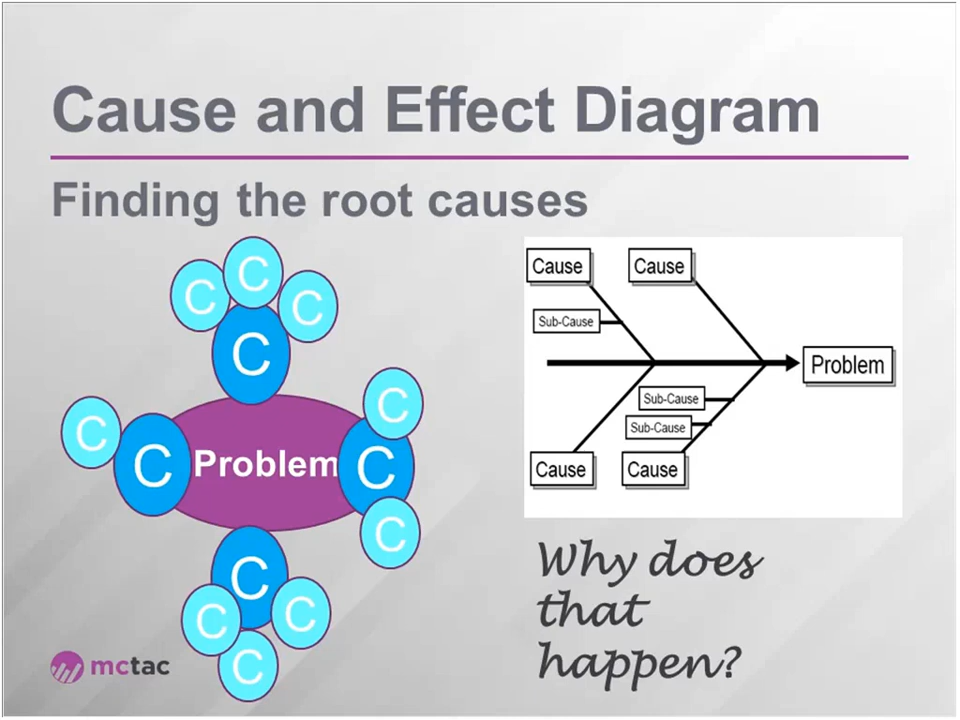 Cause and Effect Diagram
Finding the root causes
C
C
C
C
C
C
Problem
C
C
C
C
C
C
C
mctac
Cause
Cause
Sub-Cause
Problem
Sub-Cause
Sub-Cause
Cause
Cause
Why does
that
happen?